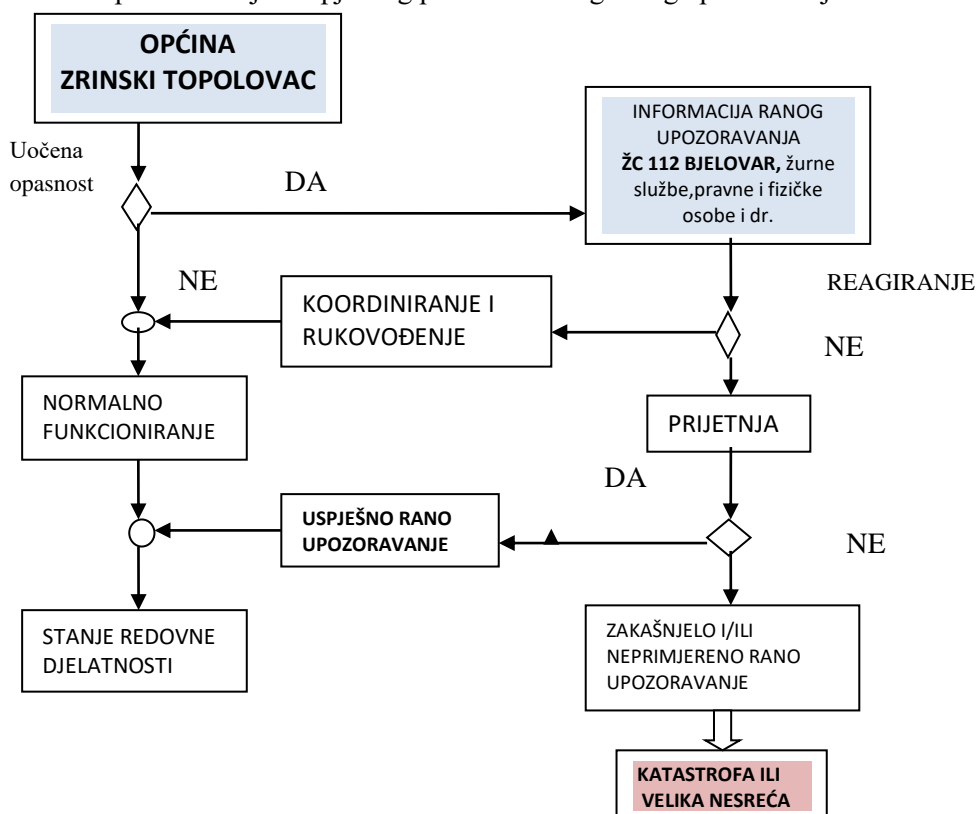 OPĆINA
ZRINSKI TOPOLOVAC
INFORMACIJA RANOG
UPOZORAVANJA
ŽC 112 BJELOVAR, žurne
službe,pravne i fizičke
osobe i dr.
Uočena
opasnost
DA
NE
KOORDINIRANJE I
RUKOVOĐENJE
REAGIRANJE
NE
NORMALNO
FUNKCIONIRANJE
PRIJETNJA
DA
USPJEŠNO RANO
UPOZORAVANJE
NE
STANJE REDOVNE
DJELATNOSTI
ZAKAŠNJELO I/ILI
NEPRIMJERENO RANO
UPOZORAVANJE
KATASTROFA ILI
VELIKA NESREĆA